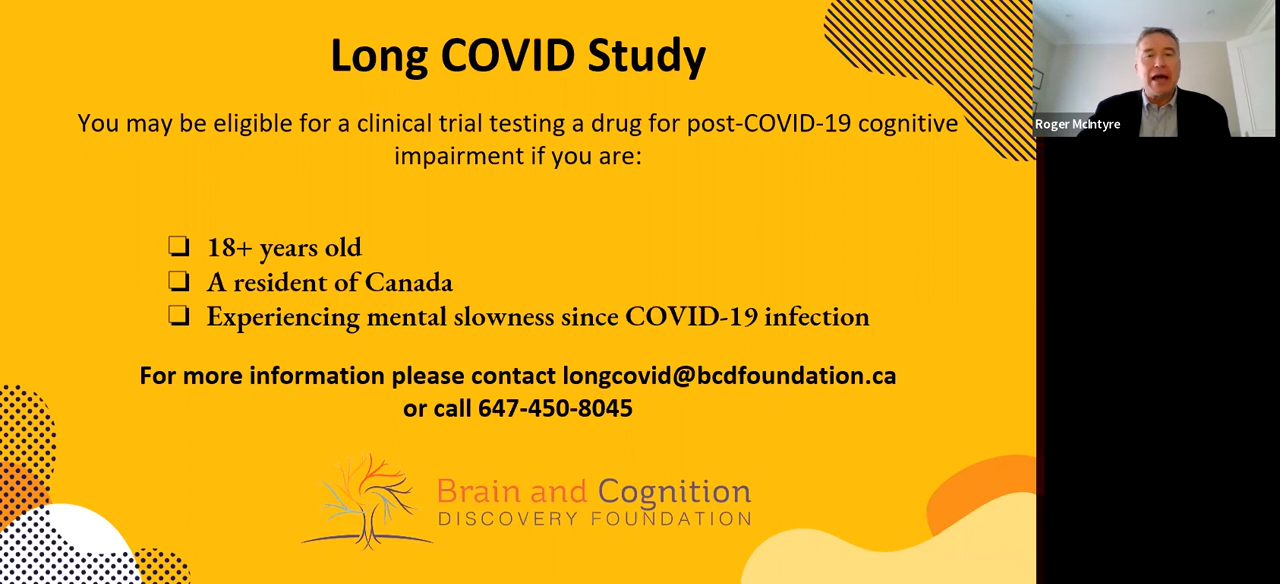 Long COVID Study
You may be eligible for a clinical trial testing a drug for post-COVID-19 cognitive
impairment if you are:
18+ years old
A resident of Canada
Experiencing mental slowness since COVID-19 infection
For more information please contact longcovid@bcdfoundation.ca
or call 647-450-8045
Brain and Cognition
DISCOVERY FOUNDATION
Roger McIntyre